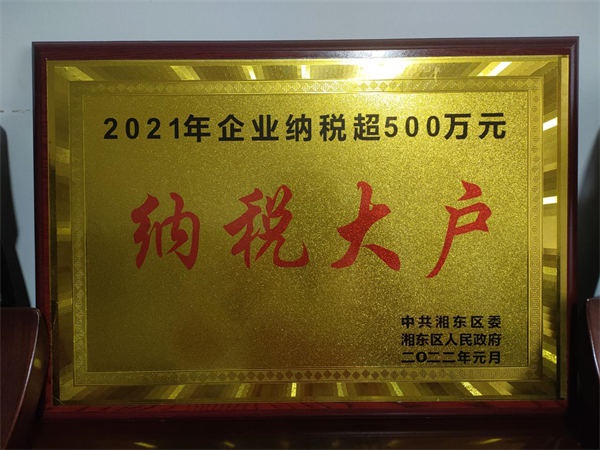 2021年企业纳税超500万元
纳税大户
中共湘东区委
湘东区人民政府
二〇二二年元月